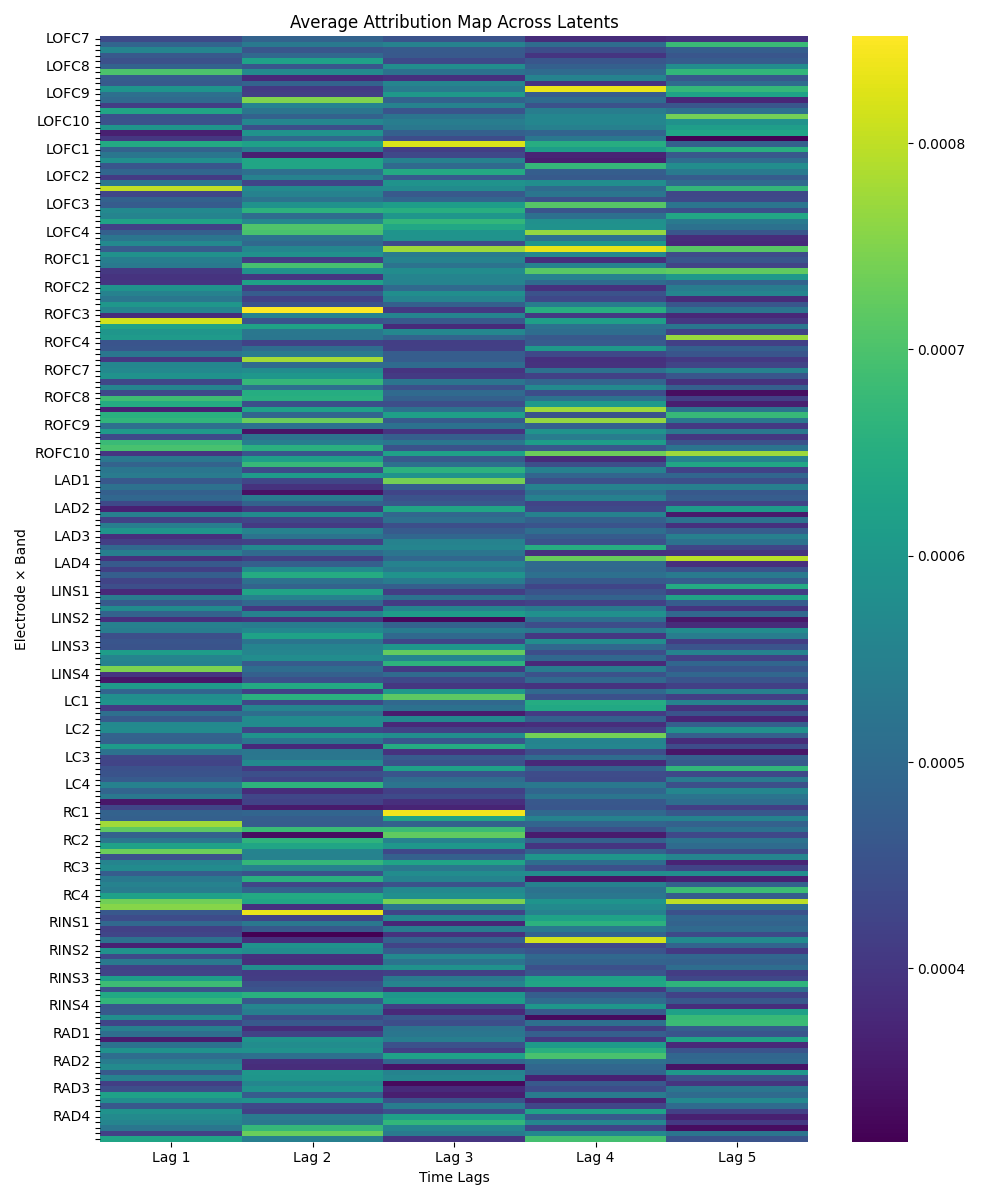 Average Attribution Map Across Latents
LOFC7
LOFC8
LOFC9
LOFC10
LOFC1
LOFC2
LOFC3
LOFC4
ROFC1
ROFC2
ROFC3
ROFC4
ROFC7
ROFC8
ROFC9
ROFC10
LAD1
LAD2
LAD3
LAD4
LINS1
LINS2
LINS3
LINS4
LC1
LC2
LC3
LC4
RC1
RC2
RC3
RC4
RINS1
RINS2
RINS3
RINS4
RAD1
RAD2
RAD3
RAD4
Electrode × Band
Lag 1 Lag 2 Lag 3 Lag 4 Lag 5
Time Lags
0.0008
0.0007
0.0006
0.0005
0.0004